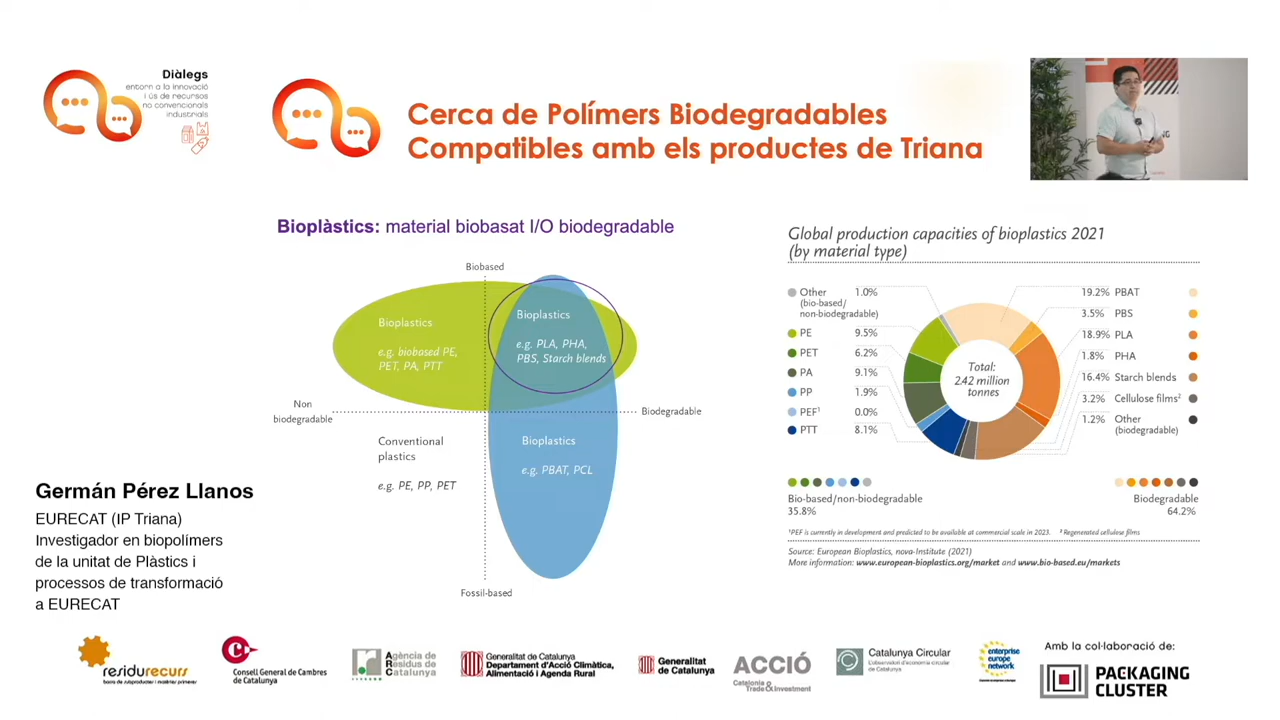 Diàlegs
entorn a la innovació
i ús de recursos
no convencionals
industrials
Cerca de Polímers Biodegradables
Compatibles amb els productes de Triana
Bioplàstics: material biobasat I/O biodegradable
Biobased
Bioplastics
e.g. biobased PE,
PET, PA, PTT
Bioplastics
e.g. PLA, PHA,
PBS, Starch blends
Non
biodegradable
Biodegradable
Conventional
plastics
e.g. PE, PP, PET
Bioplastics
e.g. PBAT, PCL
Fossil-based
Global production capacities of bioplastics 2021
(by material type)
Other 1.0%
(bio-based/
non-biodegradable)
PE 9.5%
PET 6.2%
PA 9.1%
PP 1.9%
PEF¹ 0.0%
PTT 8.1%
Total:
2.42 million
tonnes
19.2% PBAT
3.5% PBS
18.9% PLA
1.8% PHA
16.4% Starch blends
3.2% Cellulose films²
1.2% Other
(biodegradable)
Bio-based/non-biodegradable
35.8%
Biodegradable
64.2%
¹PEF is currently in development and predicted to be available at commercial scale in 2023. ² Regenerated cellulose films
Source: European Bioplastics, nova-Institute (2021)
More information: www.european-bioplastics.org/market and www.bio-based.eu/markets
Germán Pérez Llanos
EURECAT (IP Triana)
Investigador en biopolímers
de la unitat de Plàstics i
processos de transformació
a EURECAT
residurecurs
borsa de subproductes i matèries primeres
Consell General de Cambres
de Catalunya
Agència de
Residus de
Catalunya
Generalitat de Catalunya
Departament d'Acció Climàtica,
Alimentació i Agenda Rural
Generalitat
de Catalunya
ACCIÓ
Catalonia
Trade & Investment
Catalunya Circular
L'observatori d'economia circular
de Catalunya
enterprise
europe
network
Amb la col·laboració de:
PACKAGING
CLUSTER